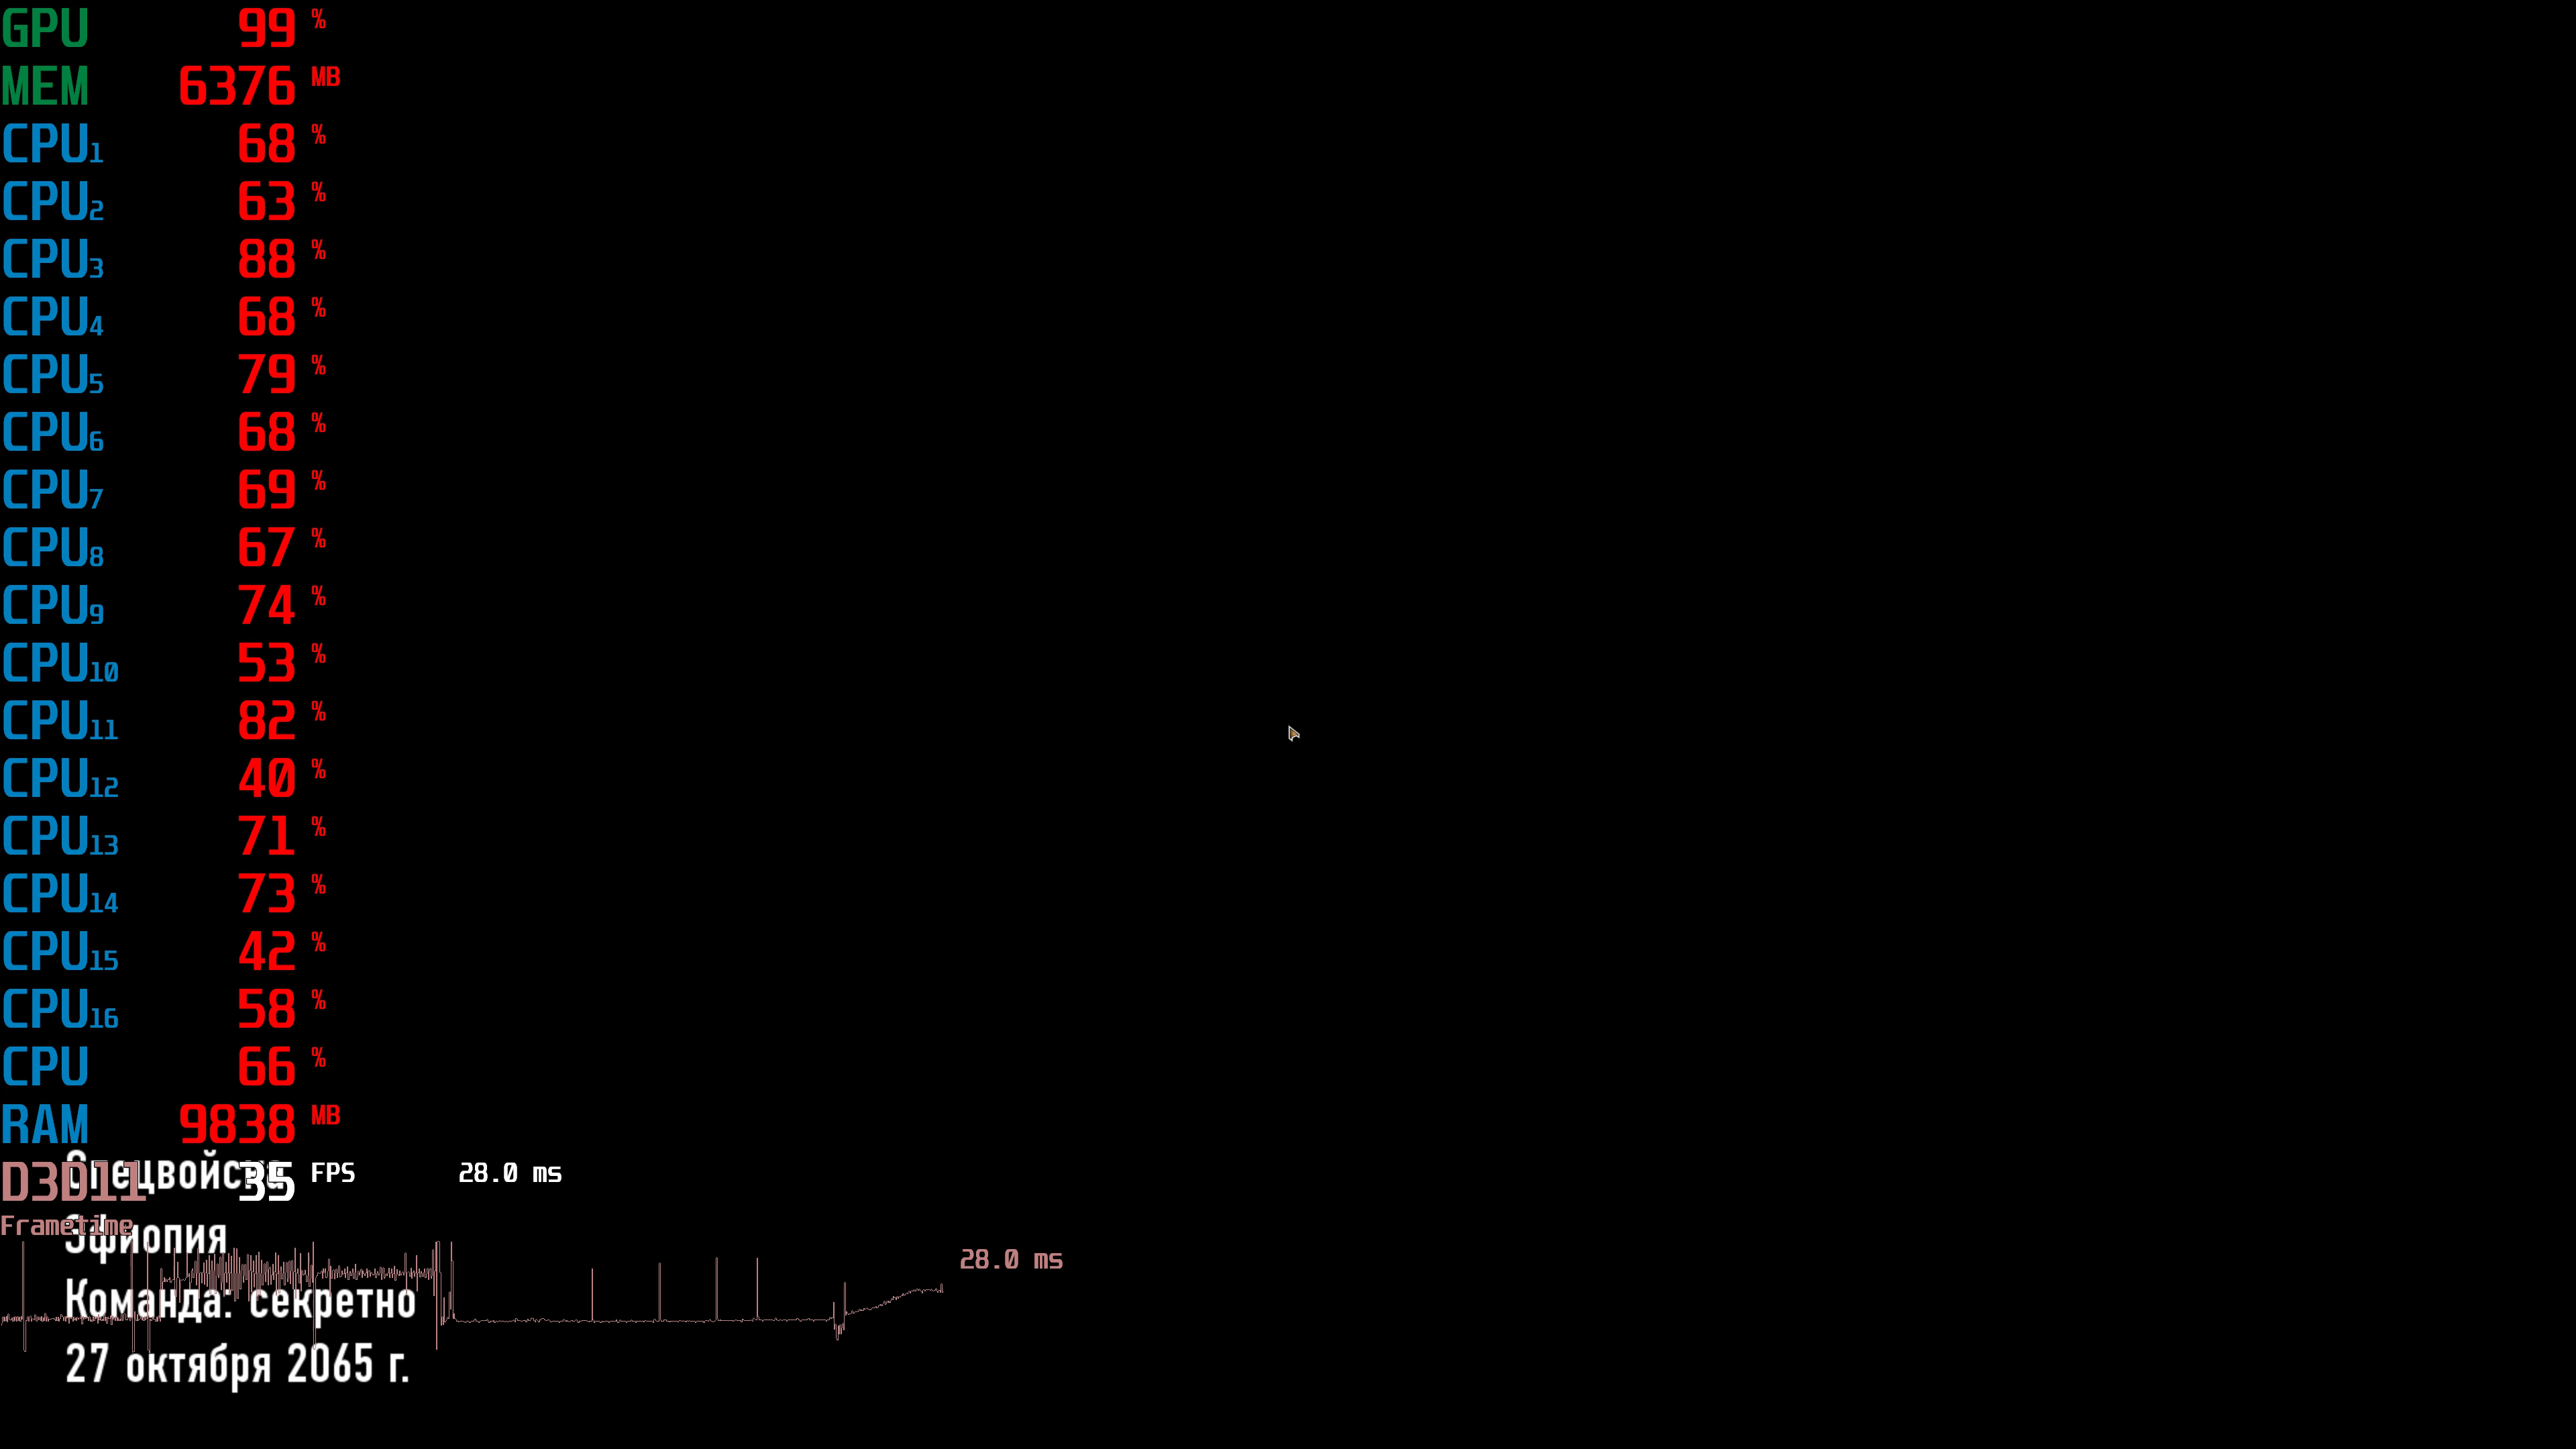 GPU 99 %
MEM 6376 MB
CPU1 68 %
CPU2 63 %
CPU3 88 %
CPU4 68 %
CPU5 79 %
CPU6 68 %
CPU7 69 %
CPU8 67 %
CPU9 74 %
CPU10 53 %
CPU11 82 %
CPU12 40 %
CPU13 71 %
CPU14 73 %
CPU15 42 %
CPU16 58 %
CPU 66 %
RAM 9838 MB
D3D11 35 FPS 28.0 ms
Frametime
Эфиопия
28.0 ms
Команда: секретно
27 октября 2065 г.